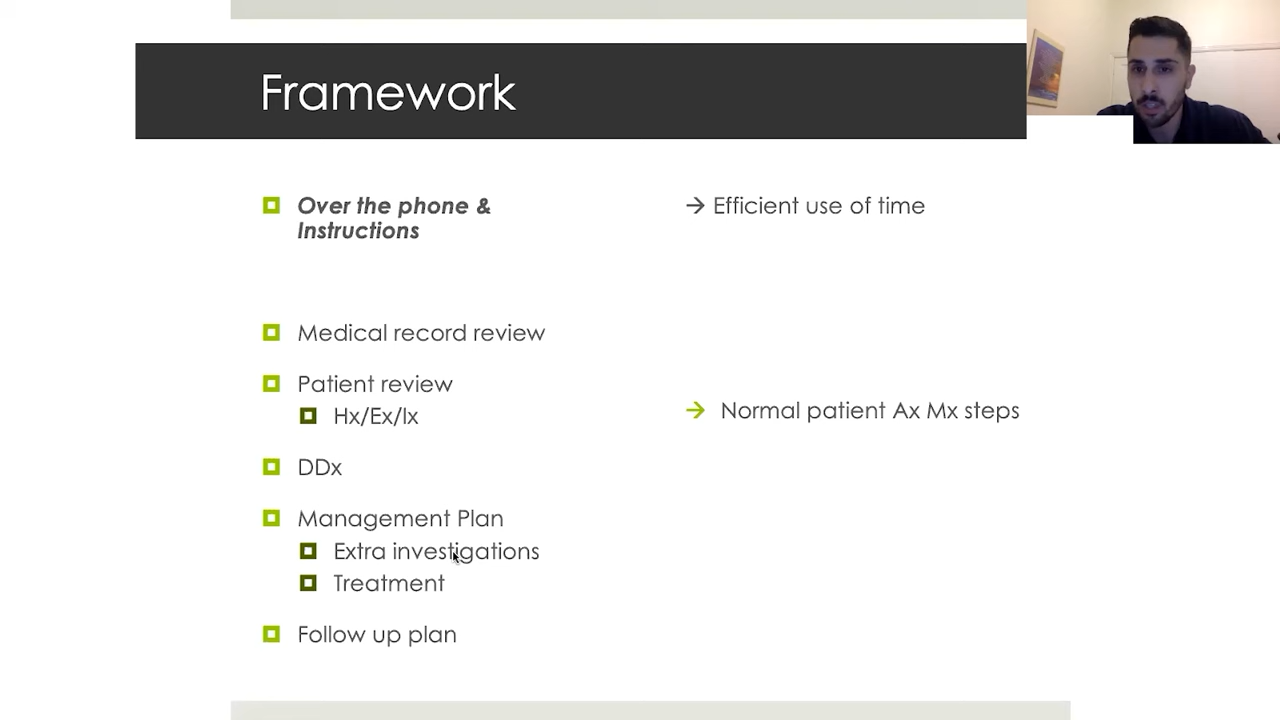 Framework
Over the phone &
Instructions
→ Efficient use of time
Medical record review
Patient review
Hx/Ex/Ix
→ Normal patient Ax Mx steps
DDx
Management Plan
Extra investigations
Treatment
Follow up plan